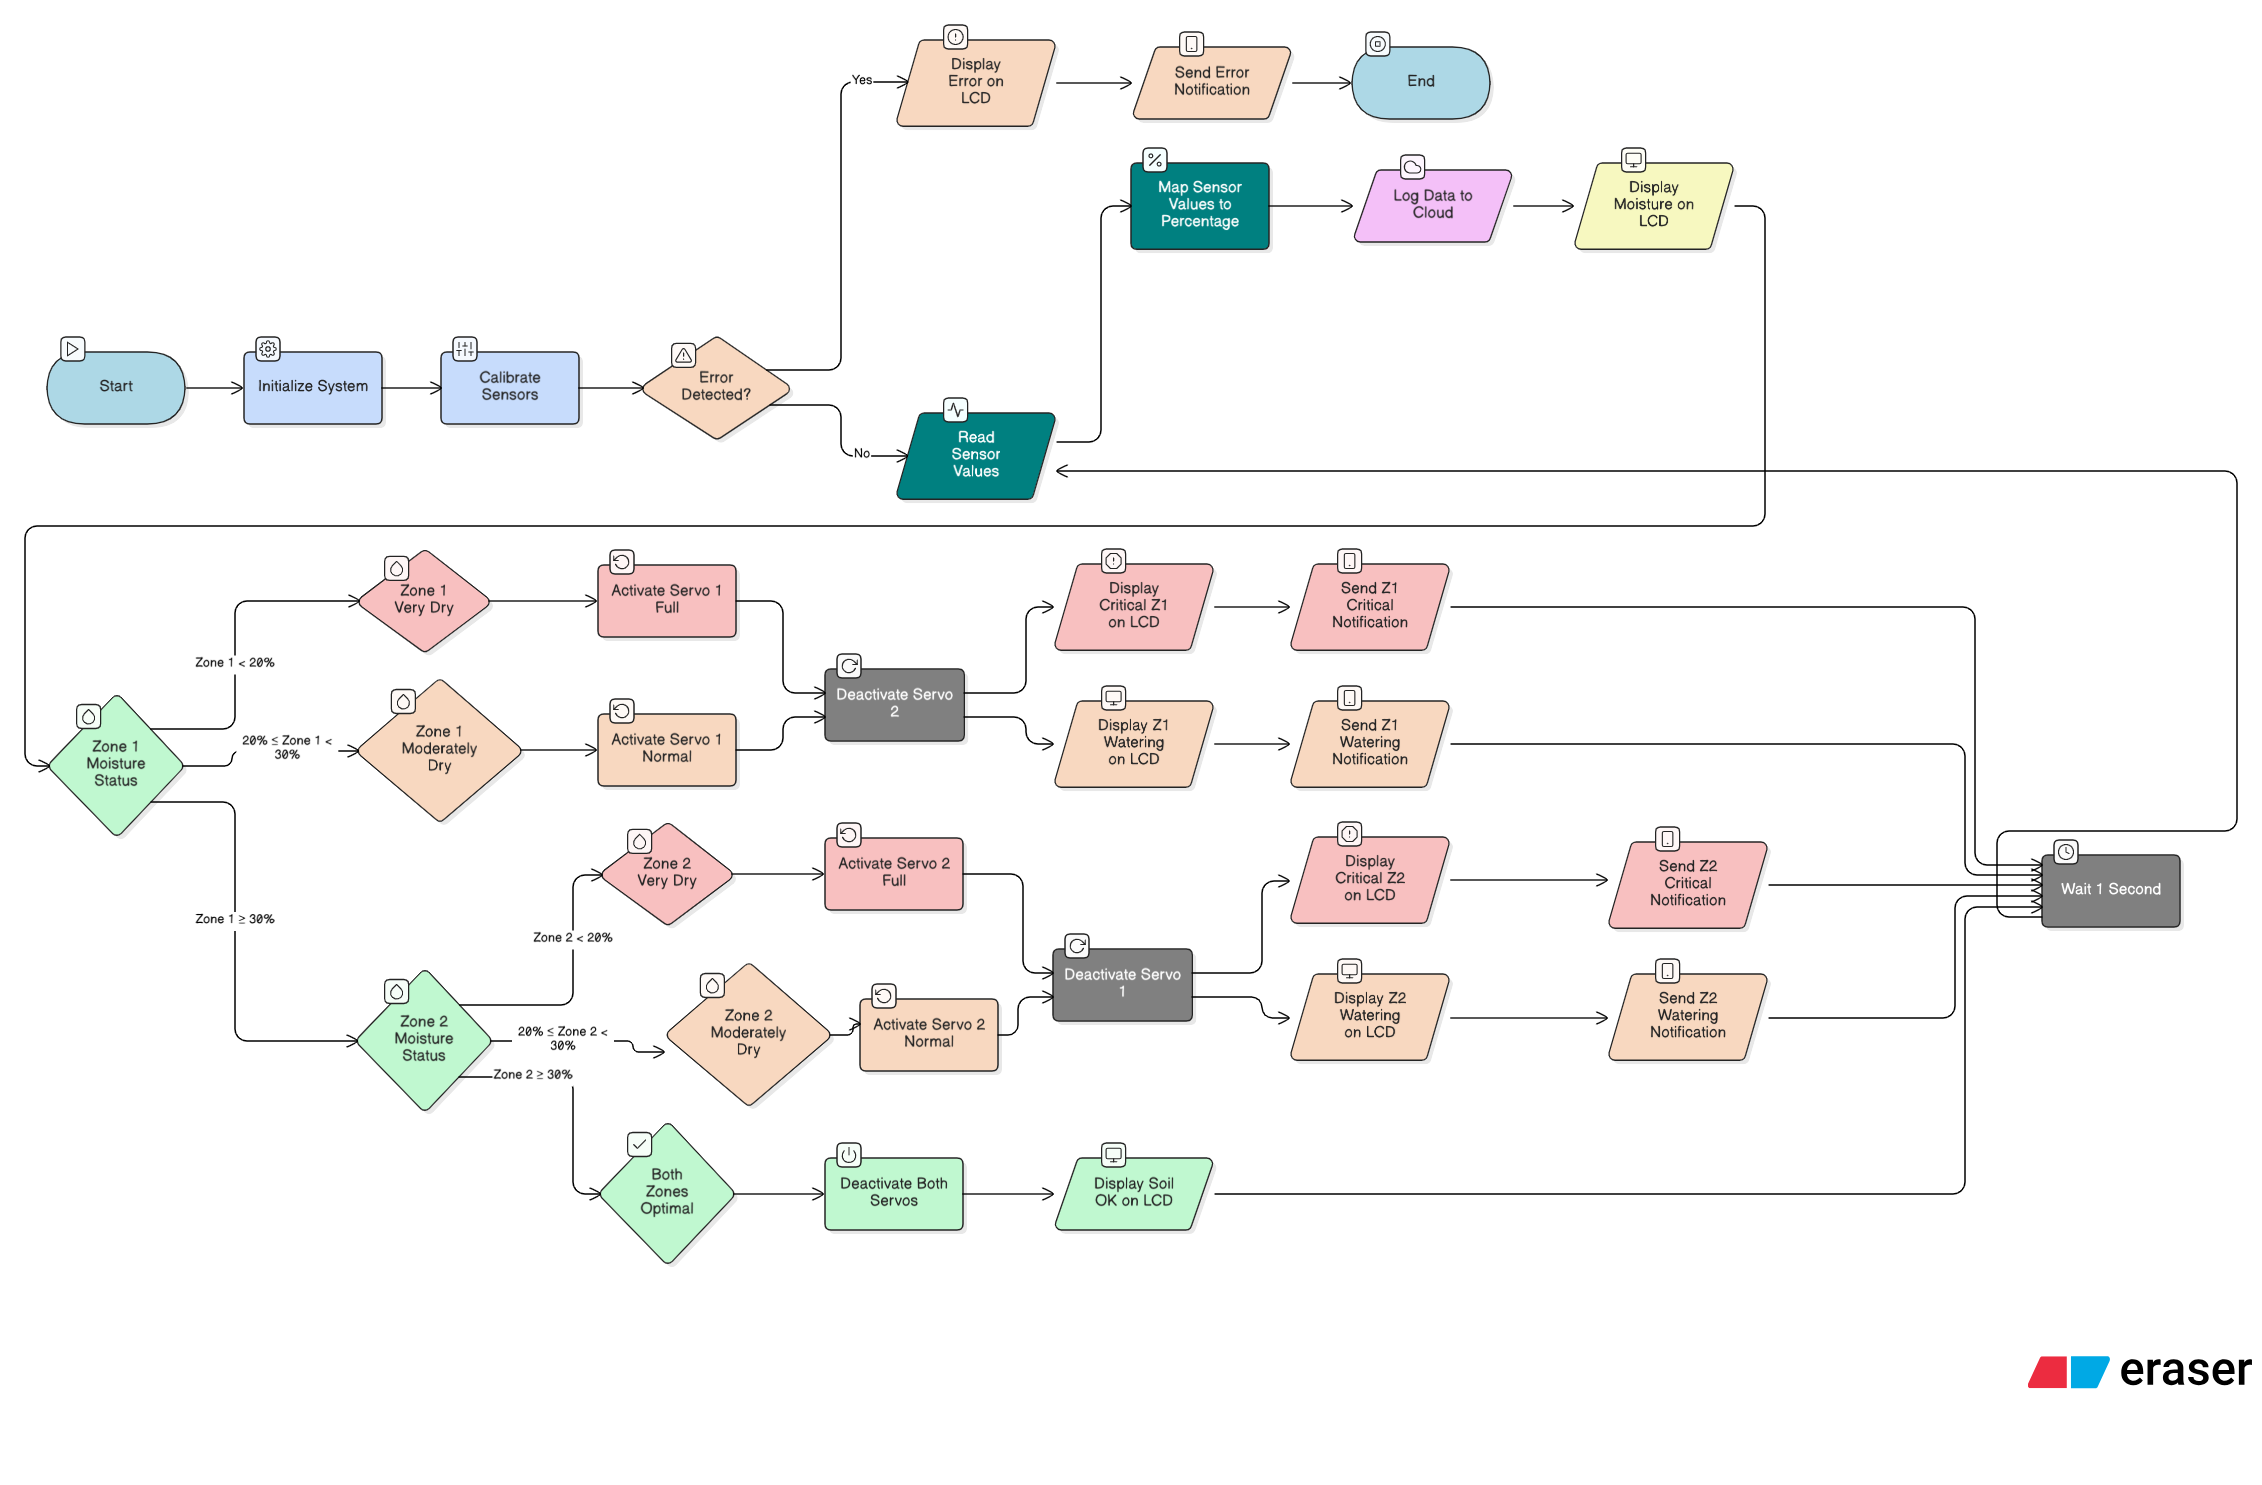 Display
Error on
LCD
Send Error
Notification
End
Yes
Map Sensor
Values to
Percentage
Log Data to
Cloud
Display
Moisture on
LCD
Start
Initialize System
Calibrate
Sensors
Error
Detected?
No
Read
Sensor
Values
Zone 1
Very Dry
Activate Servo 1
Full
Display
Critical Z1
on LCD
Send Z1
Critical
Notification
Zone 1 < 20%
Deactivate Servo
2
Zone 1
Moisture
Status
20% ≤ Zone 1 <
30%
Zone 1
Moderately
Dry
Activate Servo 1
Normal
Display Z1
Watering
on LCD
Send Z1
Watering
Notification
Zone 2
Very Dry
Activate Servo 2
Full
Display
Critical Z2
on LCD
Send Z2
Critical
Notification
Wait 1 Second
Zone 1 ≥ 30%
Zone 2 < 20%
Deactivate Servo
1
Zone 2
Moisture
Status
20% ≤ Zone 2 <
30%
Zone 2 ≥ 30%
Zone 2
Moderately
Dry
Activate Servo 2
Normal
Display Z2
Watering
on LCD
Send Z2
Watering
Notification
Both
Zones
Optimal
Deactivate Both
Servos
Display Soil
OK on LCD
eraser